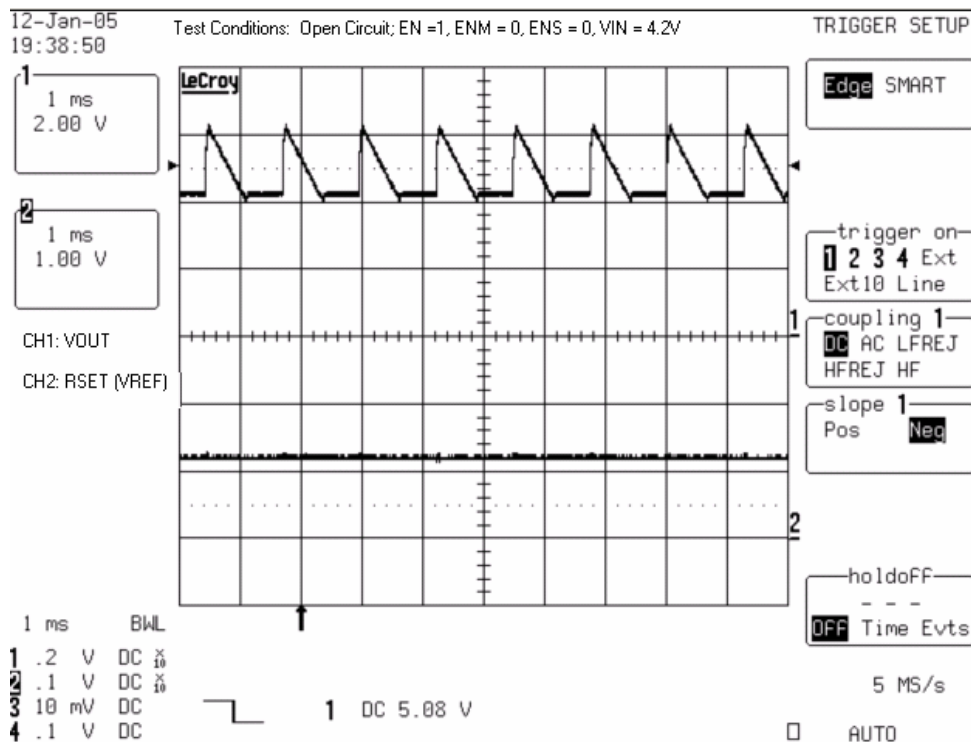 12-Jan-05
19:38:50
Test Conditions: Open Circuit; EN =1, ENM = 0, ENS = 0, VIN = 4.2V
TRIGGER SETUP
1
1 ms
2.00 V
LeCroy
Edge SMART
2
1 ms
1.00 V
trigger on
1 2 3 4 Ext
Ext10 Line
CH1: VOUT
CH2: RSET (VREF)
1
coupling 1
DC AC LFREJ
HFREJ HF
slope 1
Pos Neg
2
holdoff
- - -
OFF Time Evts
1 ms BWL
1 .2 V DC X10
2 .1 V DC X10
3 10 mV DC
4 .1 V DC
1 DC 5.08 V
5 MS/s
AUTO